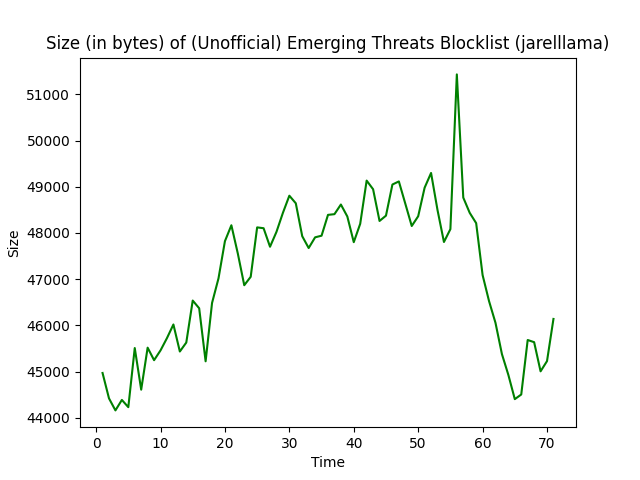 Size (in bytes) of (Unofficial) Emerging Threats Blocklist (jarelllama)
51000
50000
49000
48000
47000
46000
45000
44000
Size
0 10 20 30 40 50 60 70
Time